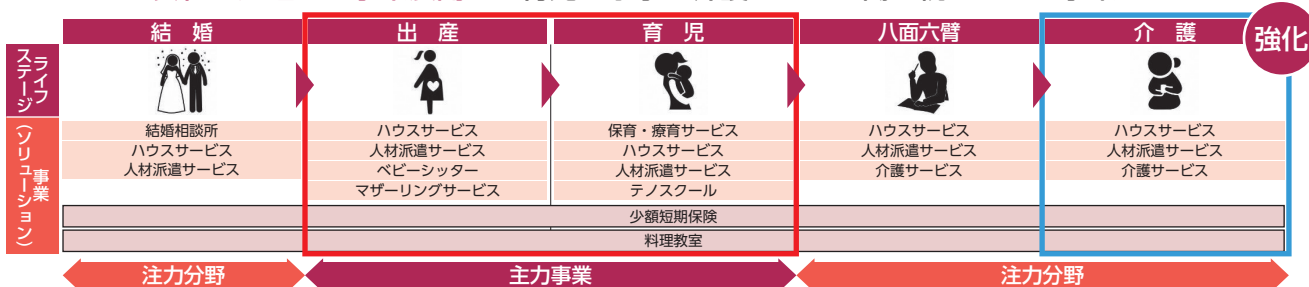 結 婚
出 産
育 児
八面六臂
介 護
強化
ライフ
ステージ
事業
(ソリューション)
結婚相談所
ハウスサービス
人材派遣サービス
ハウスサービス
人材派遣サービス
ベビーシッター
マザーリングサービス
保育・療育サービス
ハウスサービス
人材派遣サービス
テノスクール
ハウスサービス
人材派遣サービス
介護サービス
ハウスサービス
人材派遣サービス
介護サービス
少額短期保険
料理教室
注力分野
主力事業
注力分野